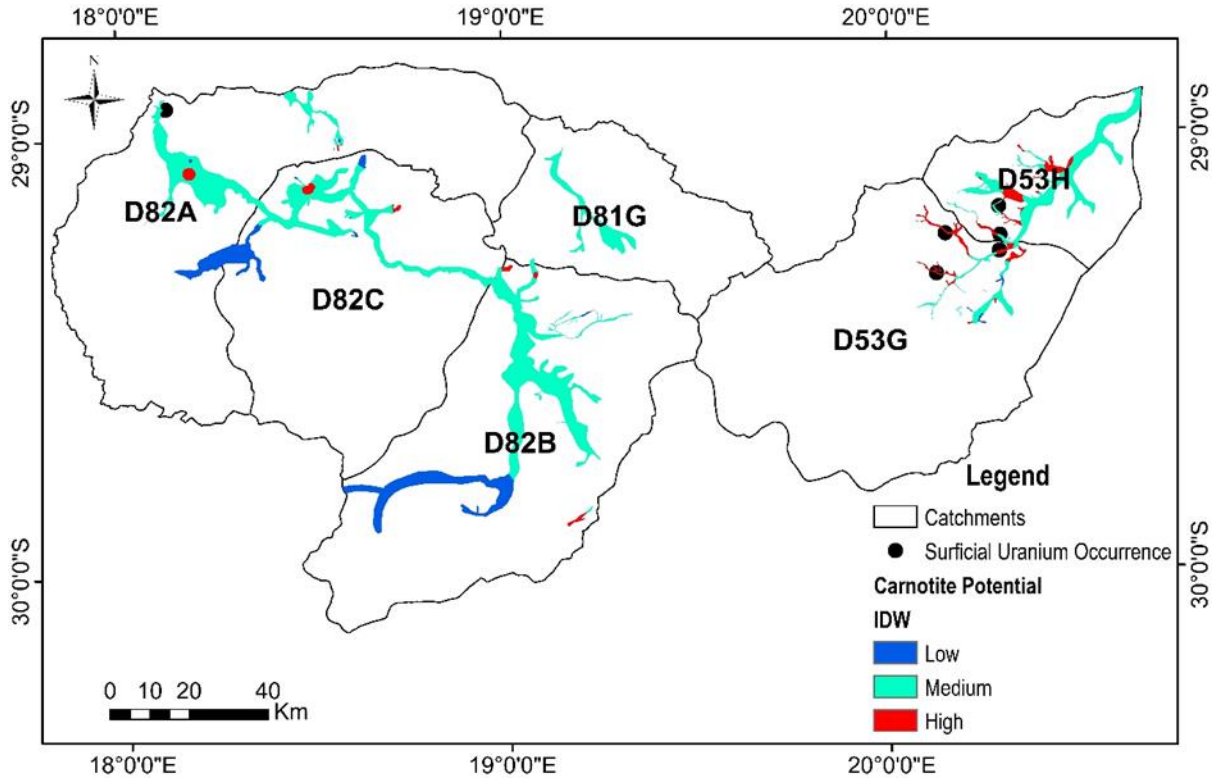 18°0'0"E 19°0'0"E 20°0'0"E
N
29°0'0"S
29°0'0"S
D53H
D82A
D81G
D82C
D53G
D82B
Legend
Catchments
Surficial Uranium Occurrence
Carnotite Potential
IDW
Low
Medium
High
30°0'0"S
30°0'0"S
0 10 20 40
Km
18°0'0"E 19°0'0"E 20°0'0"E